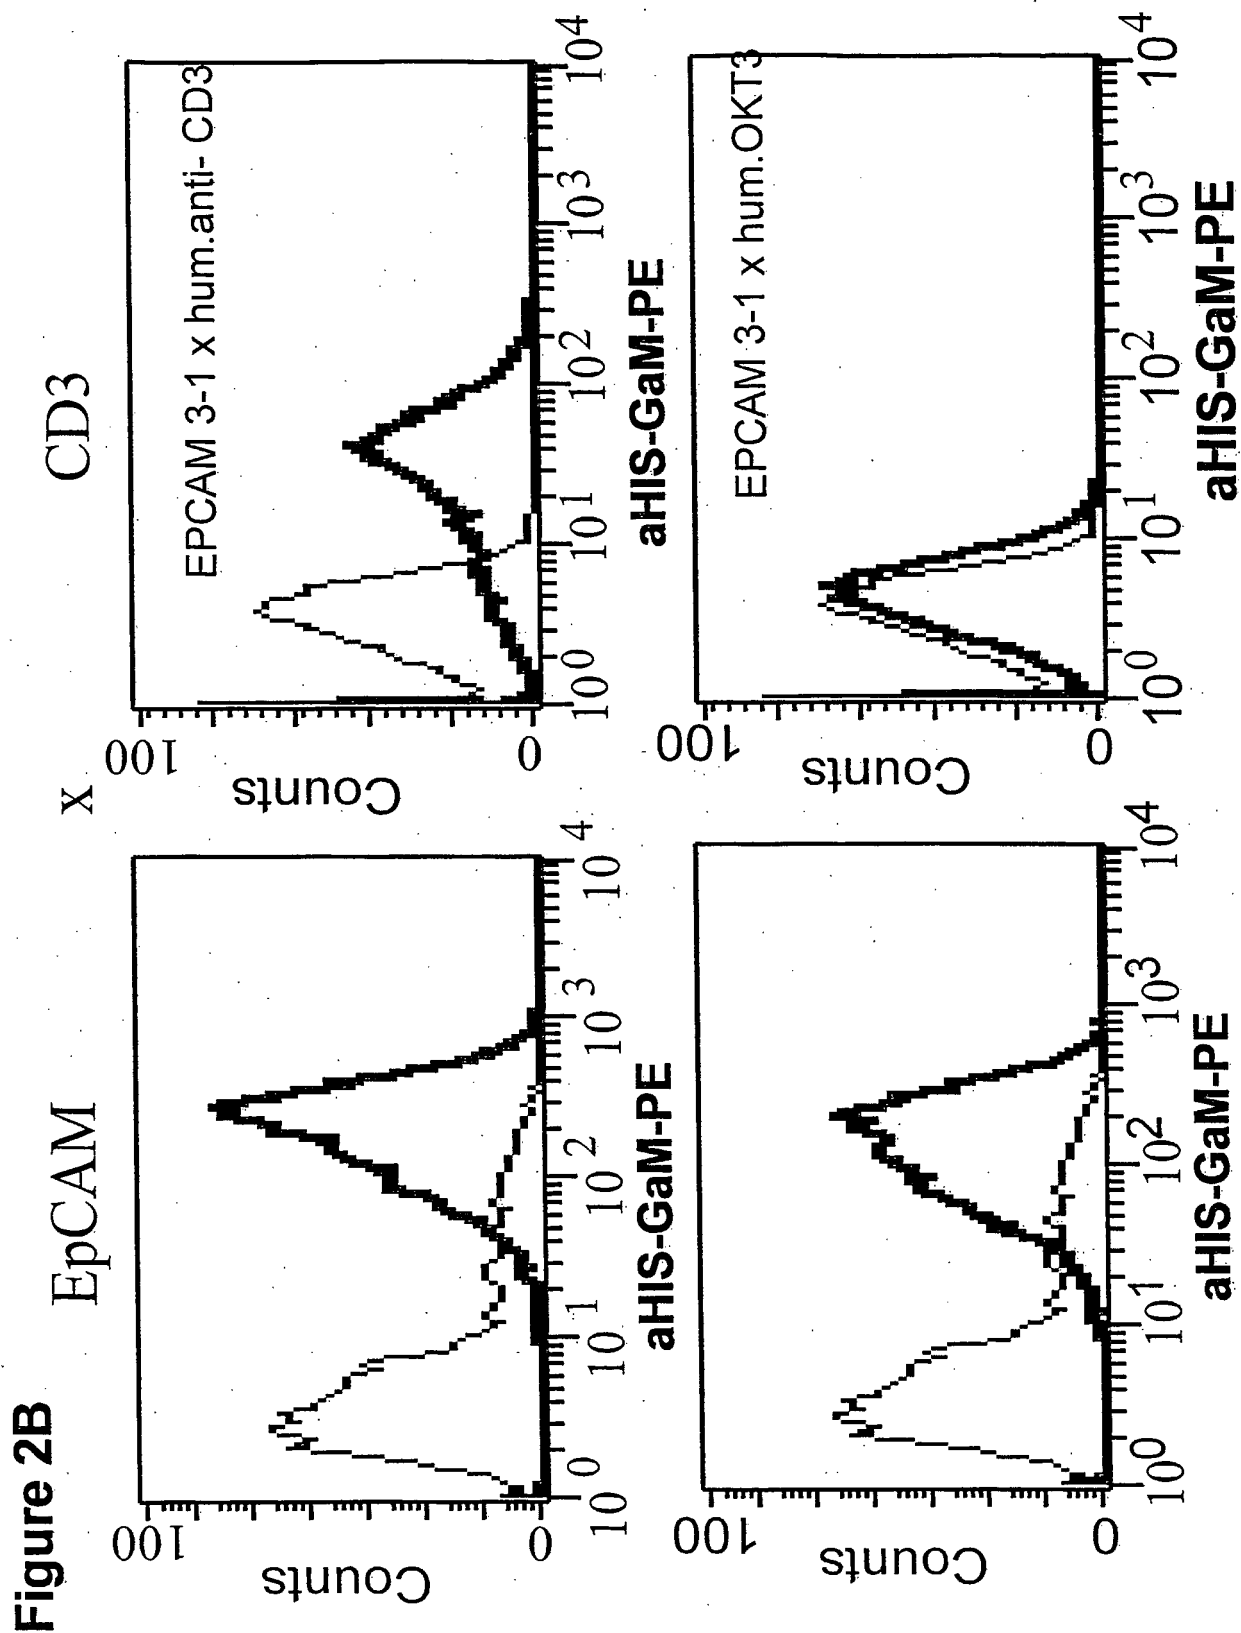 Figure 2B
EpCAM x CD3
Counts
100
0
10^0 10^1 10^2 10^3 10^4
aHIS-GaM-PE
Counts
100
0
EPCAM 3-1 x hum.anti- CD3
10^0 10^1 10^2 10^3 10^4
aHIS-GaM-PE
Counts
100
0
10^0 10^1 10^2 10^3 10^4
aHIS-GaM-PE
Counts
100
0
EPCAM 3-1 x hum.OKT3
10^0 10^1 10^2 10^3 10^4
aHIS-GaM-PE